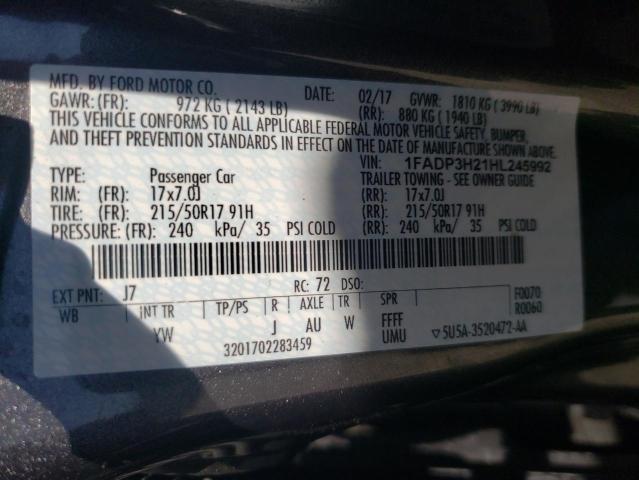 MFD. BY FORD MOTOR CO.
DATE: 02/17 GVWR: 1810 KG ( 3990 LB)
GAWR: (FR): 972 KG ( 2143 LB) (RR): 880 KG ( 1940 LB)
THIS VEHICLE CONFORMS TO ALL APPLICABLE FEDERAL MOTOR VEHICLE SAFETY, BUMPER,
AND THEFT PREVENTION STANDARDS IN EFFECT ON THE DATE OF MANUFACTURE SHOWN ABOVE.
VIN: 1FADP3H21HL245992
TYPE: Passenger Car TRAILER TOWING - SEE OWNER GUIDE
RIM: (FR): 17x7.0J (RR): 17x7.0J
TIRE: (FR): 215/50R17 91H (RR): 215/50R17 91H
PRESSURE: (FR): 240 kPa/ 35 PSI COLD (RR): 240 kPa/ 35 PSI COLD
EXT PNT: J7 RC: 72 DSO: F0070
WB INT TR TP/PS R AXLE TR SPR R0060
YW J AU W FFFF
3201702283459 UMU ▽5U5A-3520472-AA